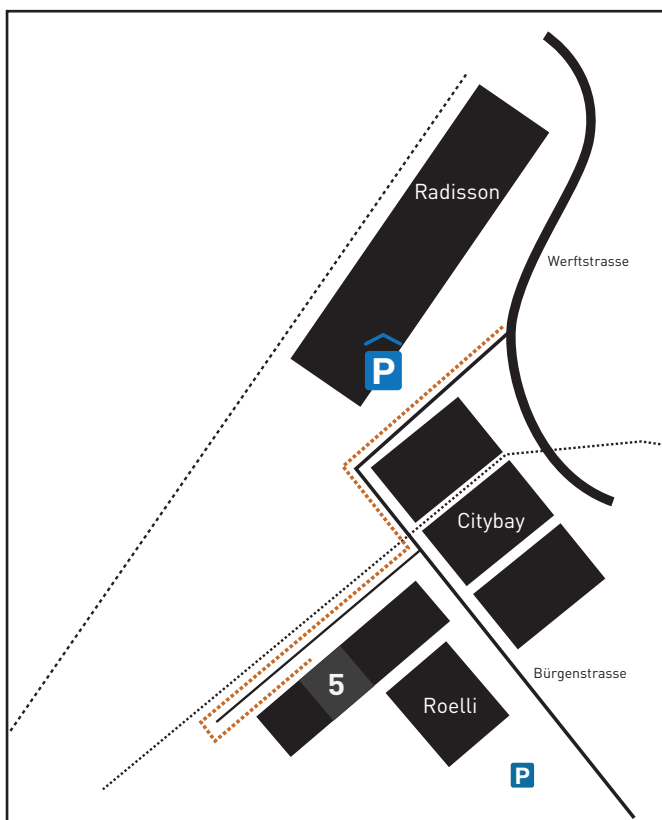 Radisson
Werftstrasse
P
Citybay
Bürgenstrasse
5
Roelli
P